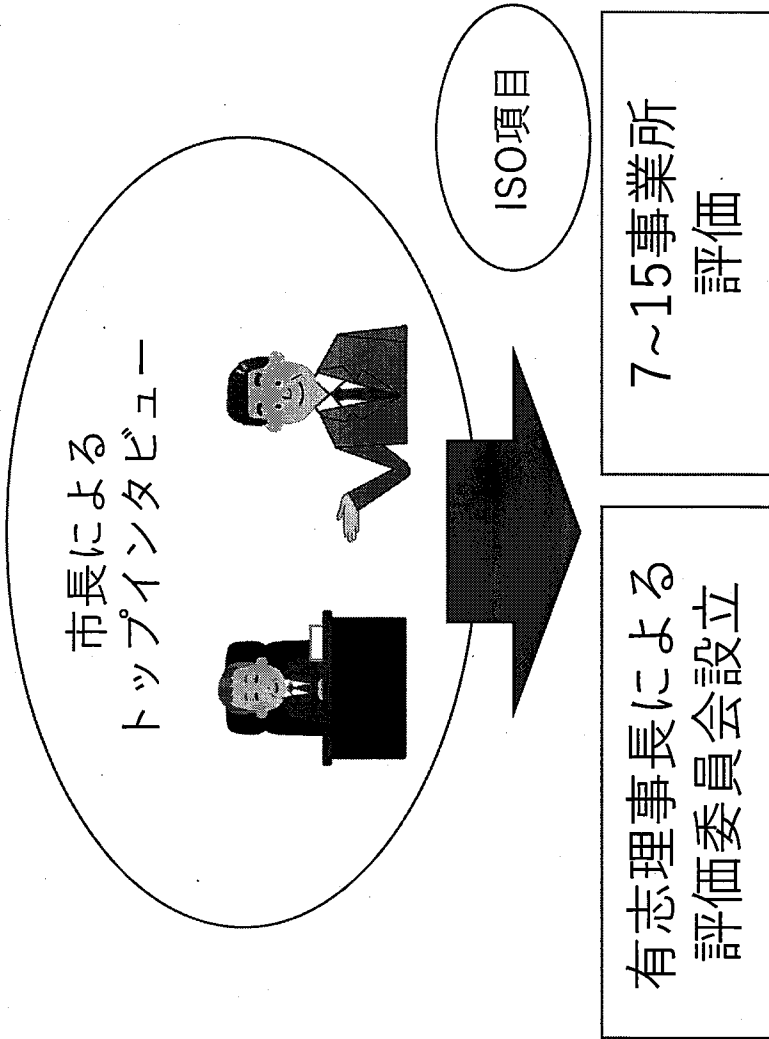 市長による
トップインタビュー
ISO項目
有志理事長による
評価委員会設立
7~15事業所
評価